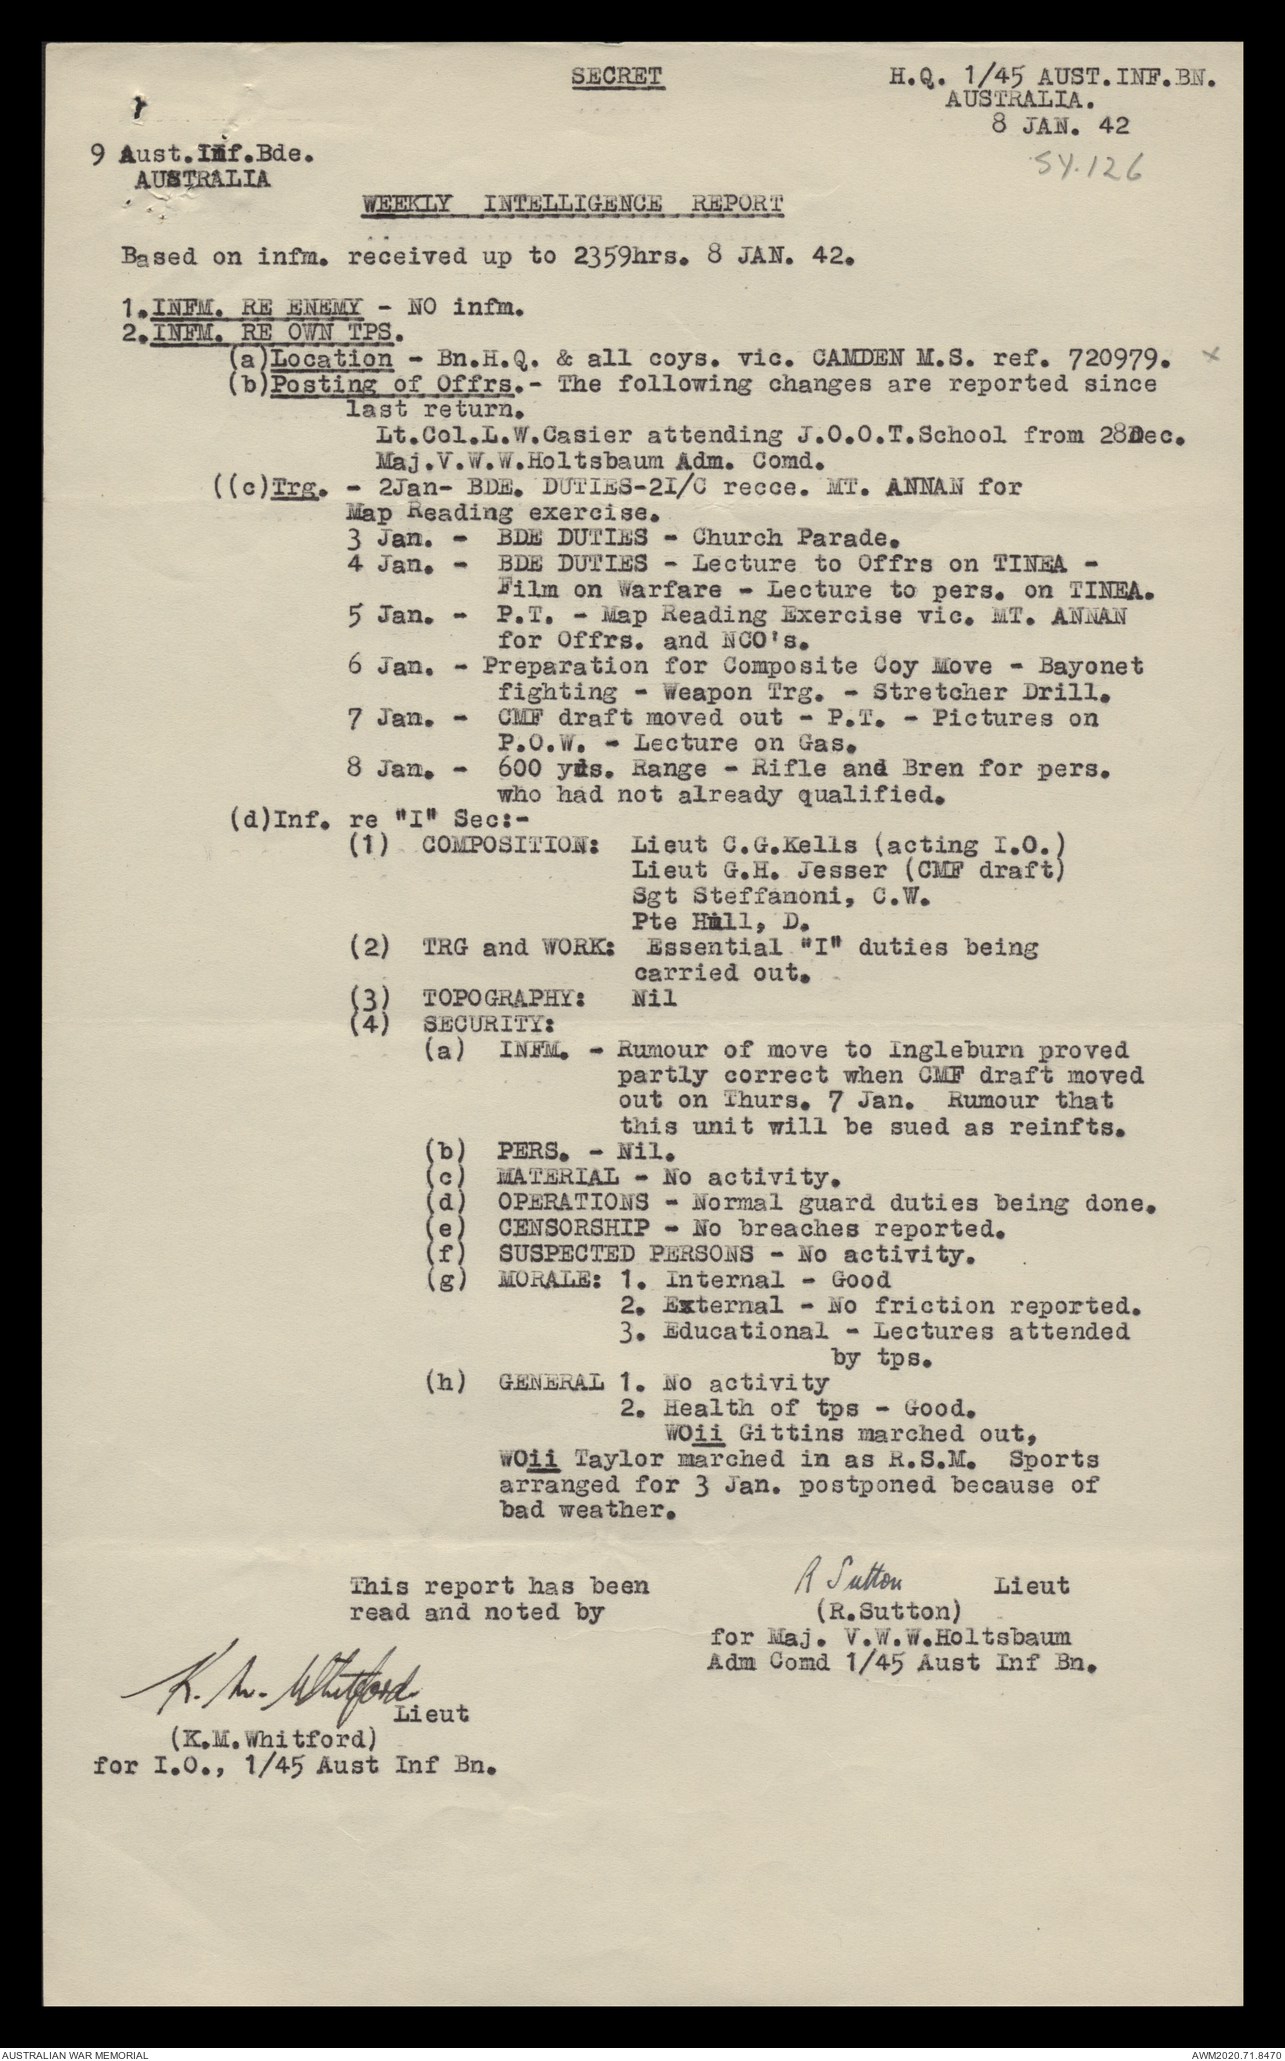 SECRET
H.Q. 1/45 AUST.INF.BN.
AUSTRALIA.
8 JAN. 42
SY.126
9 Aust.Inf.Bde.
AUSTRALIA
WEEKLY INTELLIGENCE REPORT
Based on infm. received up to 2359hrs. 8 JAN. 42.
1.INFM. RE ENEMY - NO infm.
2.INFM. RE OWN TPS.
(a)Location - Bn.H.Q. & all coys. vic. CAMDEN M.S. ref. 720979. x
(b)Posting of Offrs.- The following changes are reported since
last return.
Lt.Col.L.W.Casier attending J.O.O.T.School from 28Dec.
Maj.V.W.W.Holtsbaum Adm. Comd.
((c)Trg. - 2Jan- BDE. DUTIES-2I/C recce. MT. ANNAN for
Map Reading exercise.
3 Jan. - BDE DUTIES - Church Parade.
4 Jan. - BDE DUTIES - Lecture to Offrs on TINEA -
Film on Warfare - Lecture to pers. on TINEA.
5 Jan. - P.T. - Map Reading Exercise vic. MT. ANNAN
for Offrs. and NCO's.
6 Jan. - Preparation for Composite Coy Move - Bayonet
fighting - Weapon Trg. - Stretcher Drill.
7 Jan. - CMF draft moved out - P.T. - Pictures on
P.O.W. - Lecture on Gas.
8 Jan. - 600 yds. Range - Rifle and Bren for pers.
who had not already qualified.
(d)Inf. re "I" Sec:-
(1) COMPOSITION: Lieut C.G.Kells (acting I.O.)
Lieut G.H. Jesser (CMF draft)
Sgt Steffanoni, C.W.
Pte Hill, D.
(2) TRG and WORK: Essential "I" duties being
carried out.
(3) TOPOGRAPHY: Nil
(4) SECURITY:
(a) INFM. - Rumour of move to Ingleburn proved
partly correct when CMF draft moved
out on Thurs. 7 Jan. Rumour that
this unit will be sued as reinfts.
(b) PERS. - Nil.
(c) MATERIAL - No activity.
(d) OPERATIONS - Normal guard duties being done.
(e) CENSORSHIP - No breaches reported.
(f) SUSPECTED PERSONS - No activity.
(g) MORALE: 1. Internal - Good
2. External - No friction reported.
3. Educational - Lectures attended
by tps.
(h) GENERAL 1. No activity
2. Health of tps - Good.
WOii Gittins marched out,
WOii Taylor marched in as R.S.M. Sports
arranged for 3 Jan. postponed because of
bad weather.
This report has been
read and noted by
R Sutton Lieut
(R.Sutton)
for Maj. V.W.W.Holtsbaum
Adm Comd 1/45 Aust Inf Bn.
K. M. Whitford
Lieut
(K.M.Whitford)
for I.O., 1/45 Aust Inf Bn.
AUSTRALIAN WAR MEMORIAL
AWM2020.71.8470